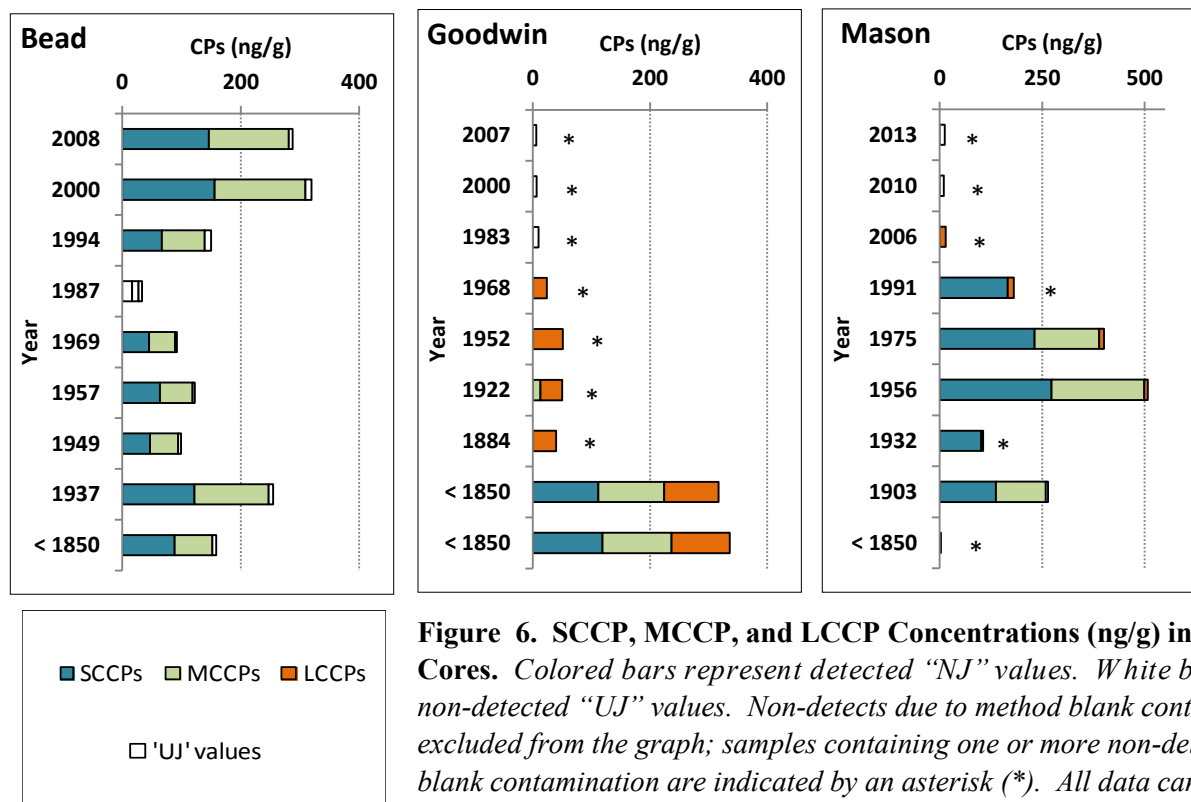 Bead
CPs (ng/g)
0 200 400
Year
2008
2000
1994
1987
1969
1957
1949
1937
< 1850
Goodwin
CPs (ng/g)
0 200 400
Year
2007 *
2000 *
1983 *
1968 *
1952 *
1922 *
1884 *
< 1850
< 1850
Mason
CPs (ng/g)
0 250 500
Year
2013 *
2010 *
2006 *
1991 *
1975
1956
1932 *
1903
< 1850 *
SCCPs MCCPs LCCPs
'UJ' values
Figure 6. SCCP, MCCP, and LCCP Concentrations (ng/g) in
Cores. Colored bars represent detected “NJ” values. White b
non-detected “UJ” values. Non-detects due to method blank cont
excluded from the graph; samples containing one or more non-de
blank contamination are indicated by an asterisk (*). All data can